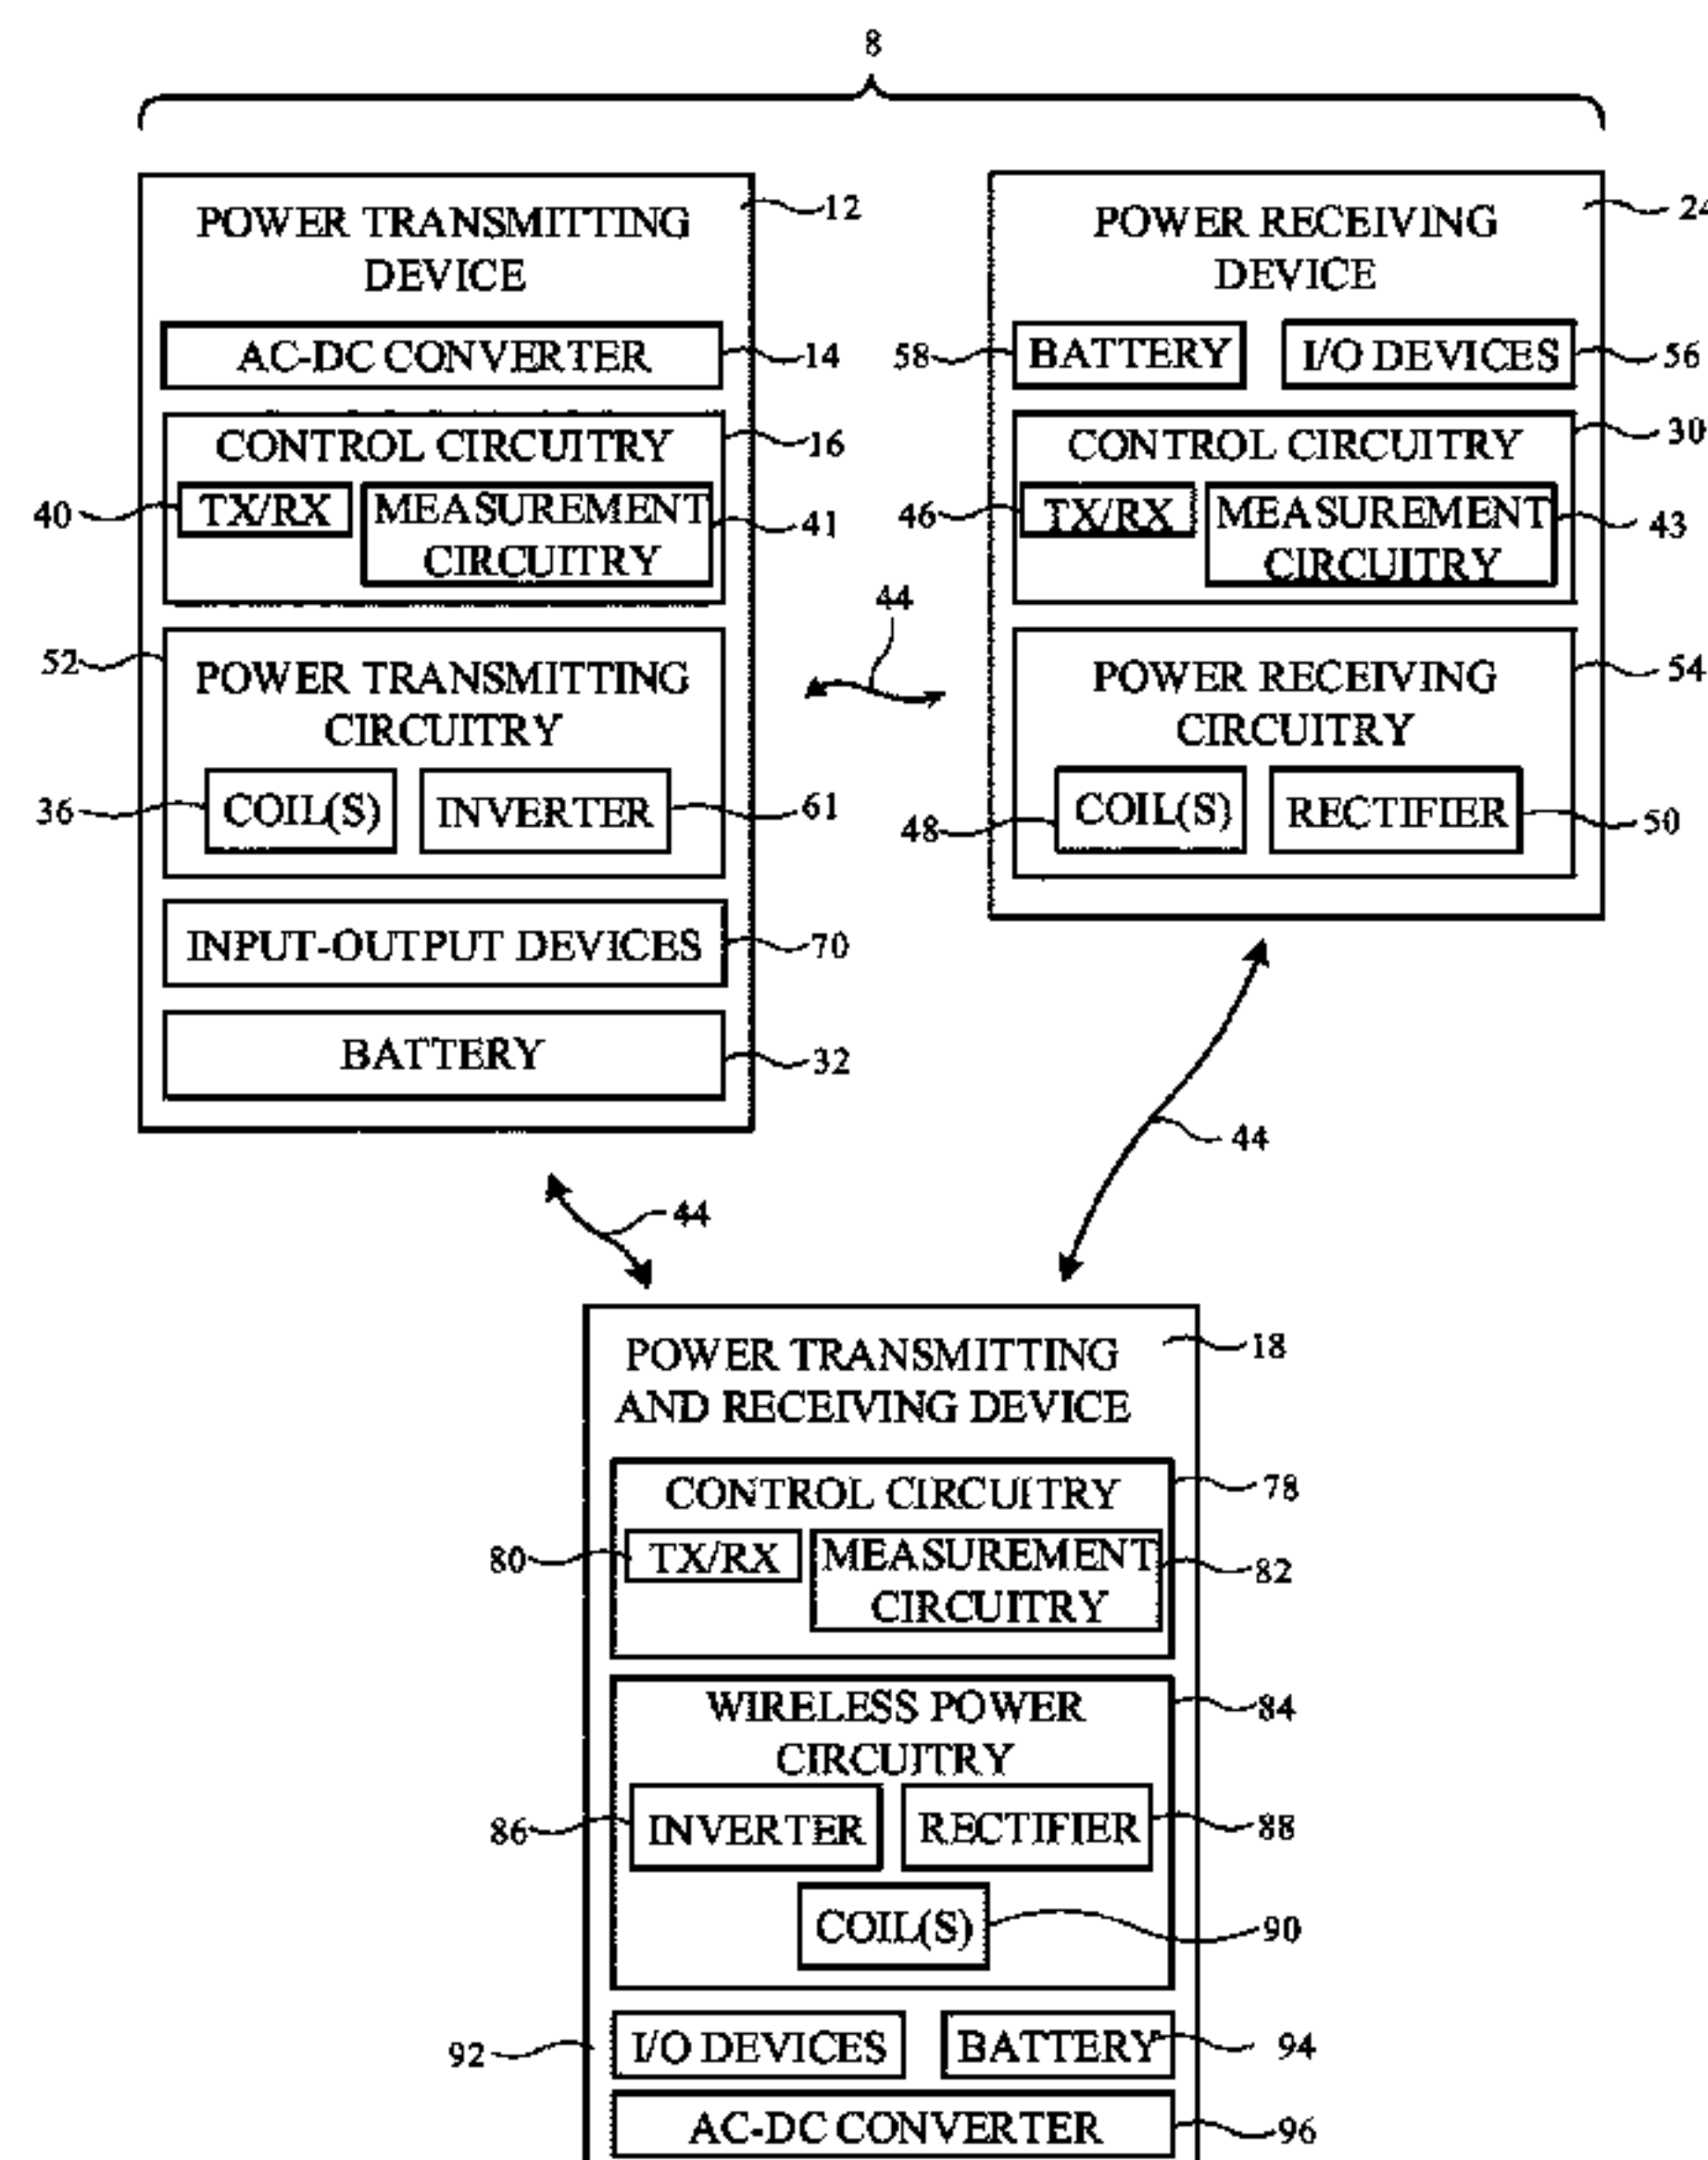 8
POWER TRANSMITTING
DEVICE
12
AC-DC CONVERTER
14
CONTROL CIRCUITRY
16
40
TX/RX
MEASUREMENT
CIRCUITRY
41
52
POWER TRANSMITTING
CIRCUITRY
36
COIL(S)
INVERTER
61
INPUT-OUTPUT DEVICES
70
BATTERY
32
44
POWER RECEIVING
DEVICE
24
58
BATTERY
I/O DEVICES
56
CONTROL CIRCUITRY
30
46
TX/RX
MEASUREMENT
CIRCUITRY
43
POWER RECEIVING
CIRCUITRY
54
48
COIL(S)
RECTIFIER
50
44
44
POWER TRANSMITTING
AND RECEIVING DEVICE
18
CONTROL CIRCUITRY
78
80
TX/RX
MEASUREMENT
CIRCUITRY
82
WIRELESS POWER
CIRCUITRY
84
86
INVERTER
RECTIFIER
88
COIL(S)
90
92
I/O DEVICES
BATTERY
94
AC-DC CONVERTER
96